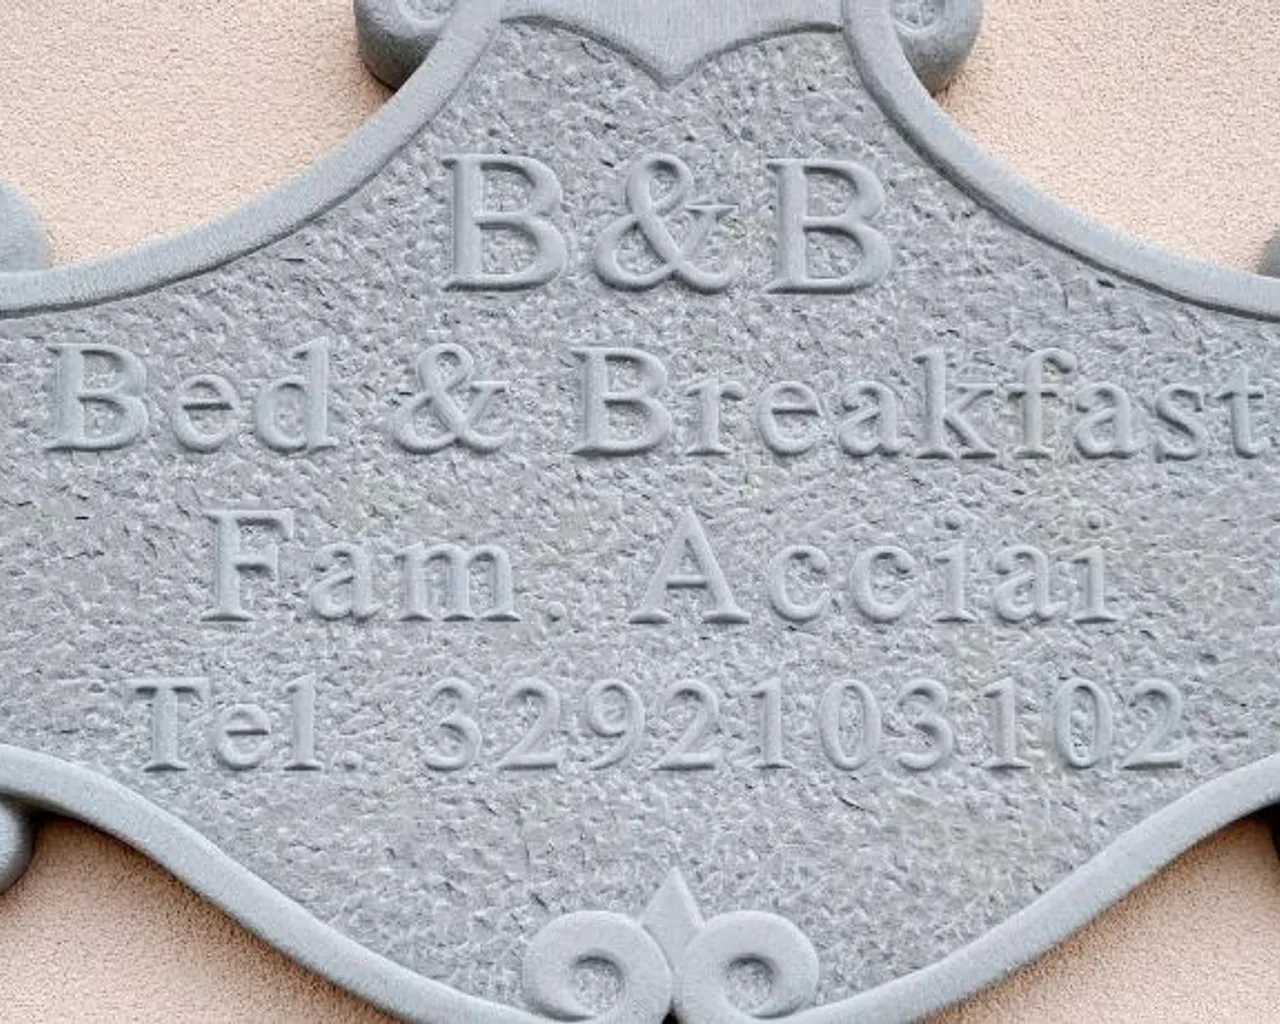 B&B
Bed & Breakfast
Fam. Acciai
Tel. 3292103102